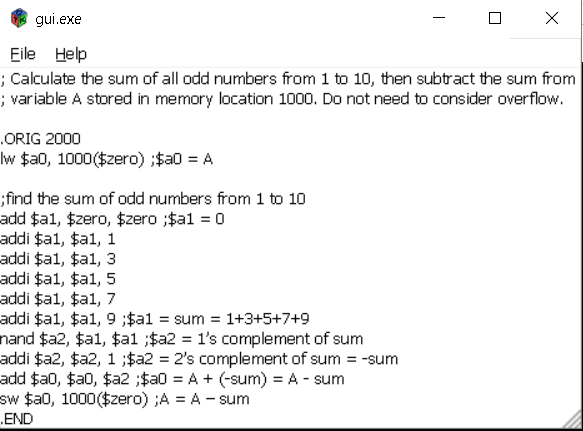 gui.exe
File Help
; Calculate the sum of all odd numbers from 1 to 10, then subtract the sum from
; variable A stored in memory location 1000. Do not need to consider overflow.
.ORIG 2000
lw $a0, 1000($zero) ;$a0 = A
;find the sum of odd numbers from 1 to 10
add $a1, $zero, $zero ;$a1 = 0
addi $a1, $a1, 1
addi $a1, $a1, 3
addi $a1, $a1, 5
addi $a1, $a1, 7
addi $a1, $a1, 9 ;$a1 = sum = 1+3+5+7+9
nand $a2, $a1, $a1 ;$a2 = 1’s complement of sum
addi $a2, $a2, 1 ;$a2 = 2’s complement of sum = -sum
add $a0, $a0, $a2 ;$a0 = A + (-sum) = A - sum
sw $a0, 1000($zero) ;A = A – sum
.END